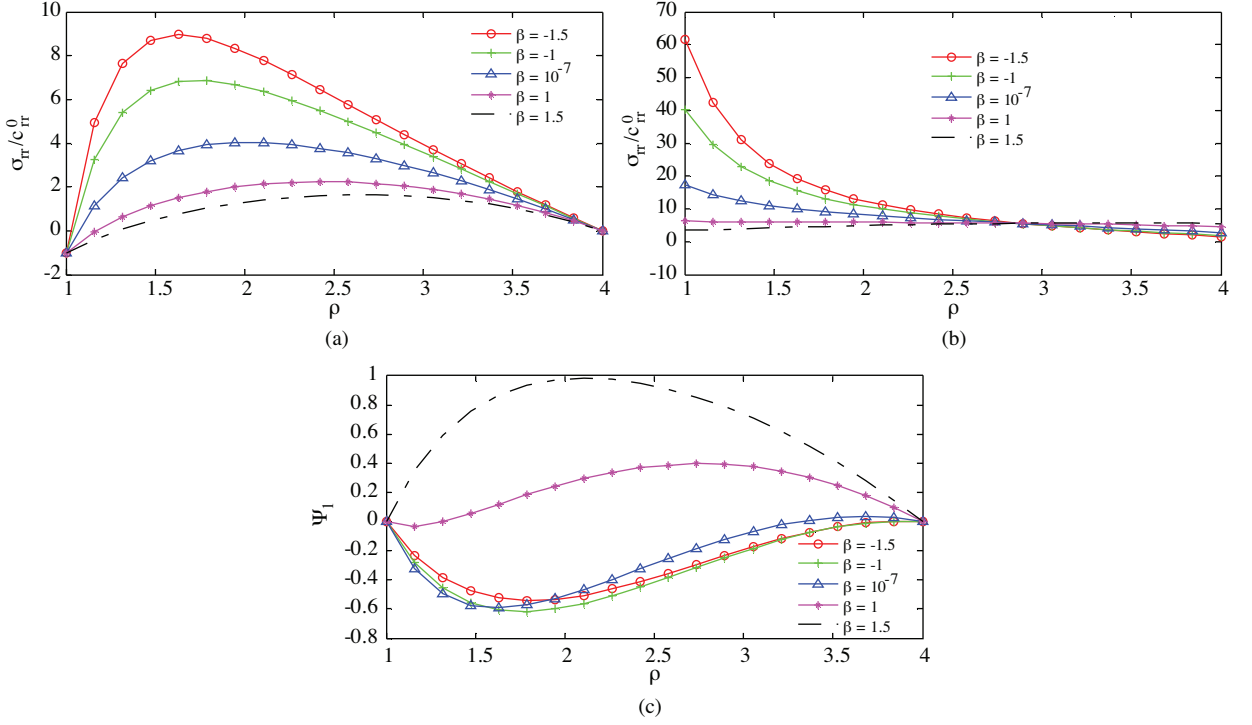 10
8
6
4
2
0
-2
σrr/c⁰rr
1
1.5
2
2.5
3
3.5
4
ρ
β = -1.5
β = -1
β = 10⁻⁷
β = 1
β = 1.5
(a)
70
60
50
40
30
20
10
0
-10
σrr/c⁰rr
1
1.5
2
2.5
3
3.5
4
ρ
β = -1.5
β = -1
β = 10⁻⁷
β = 1
β = 1.5
(b)
1
0.8
0.6
0.4
0.2
0
-0.2
-0.4
-0.6
-0.8
Ψ₁
1
1.5
2
2.5
3
3.5
4
ρ
β = -1.5
β = -1
β = 10⁻⁷
β = 1
β = 1.5
(c)